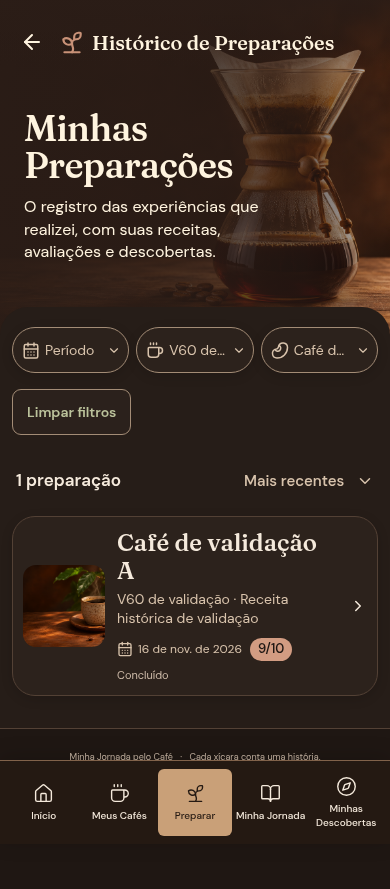 Histórico de Preparações
Minhas
Preparações
O registro das experiências que
realizei, com suas receitas,
avaliações e descobertas.
Período
V60 de...
Café d...
Limpar filtros
1 preparação
Mais recentes
Café de validação
A
V60 de validação · Receita
histórica de validação
16 de nov. de 2026
9/10
Concluído
Minha Jornada pelo Café · Cada xícara conta uma história.
Início
Meus Cafés
Preparar
Minha Jornada
Minhas
Descobertas